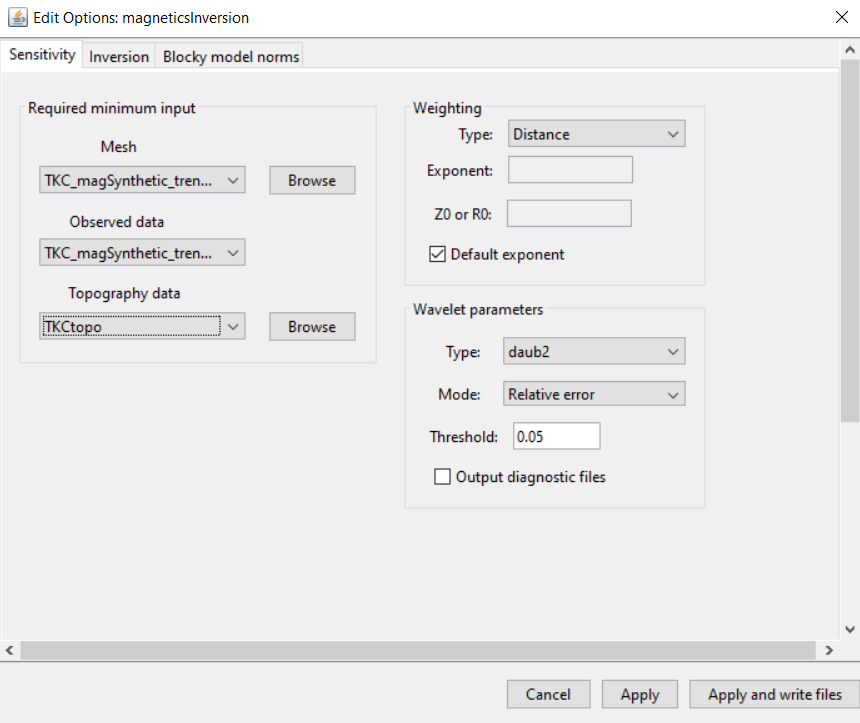 Edit Options: magneticsInversion
Sensitivity Inversion Blocky model norms
Required minimum input
Mesh
TKC_magSynthetic_tren... Browse
Observed data
TKC_magSynthetic_tren...
Topography data
TKCtopo Browse
Weighting
Type: Distance
Exponent:
Z0 or R0:
Default exponent
Wavelet parameters
Type: daub2
Mode: Relative error
Threshold: 0.05
Output diagnostic files
Cancel Apply Apply and write files